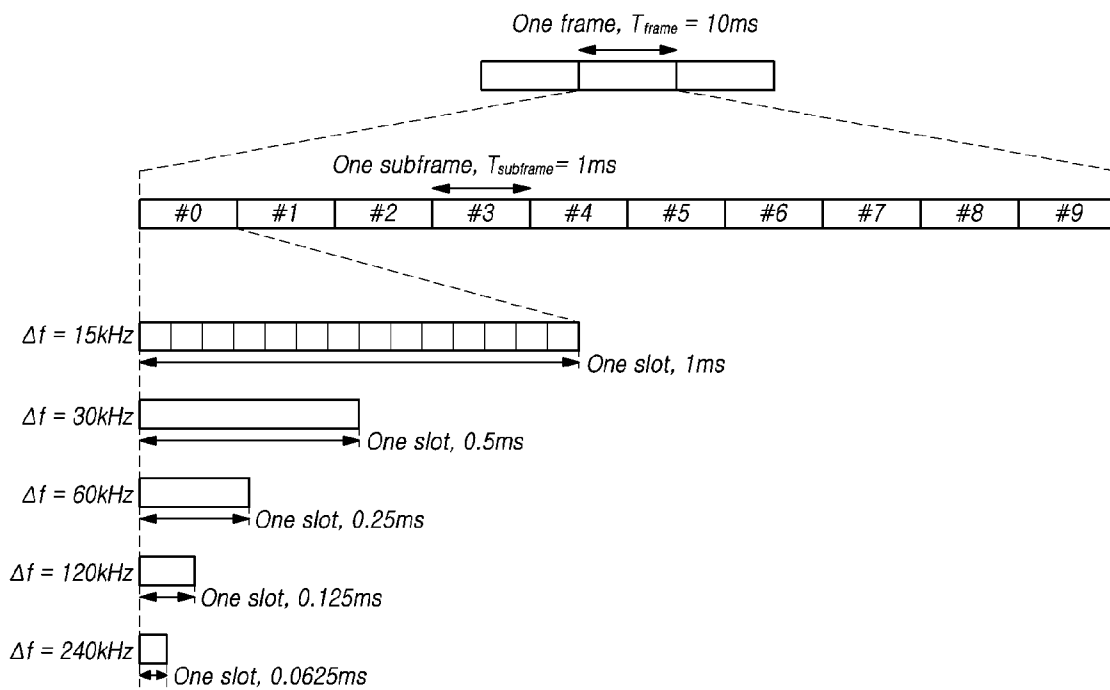 One frame, Tframe = 10ms
One subframe, Tsubframe = 1ms
#0 #1 #2 #3 #4 #5 #6 #7 #8 #9
Δf = 15kHz
One slot, 1ms
Δf = 30kHz
One slot, 0.5ms
Δf = 60kHz
One slot, 0.25ms
Δf = 120kHz
One slot, 0.125ms
Δf = 240kHz
One slot, 0.0625ms